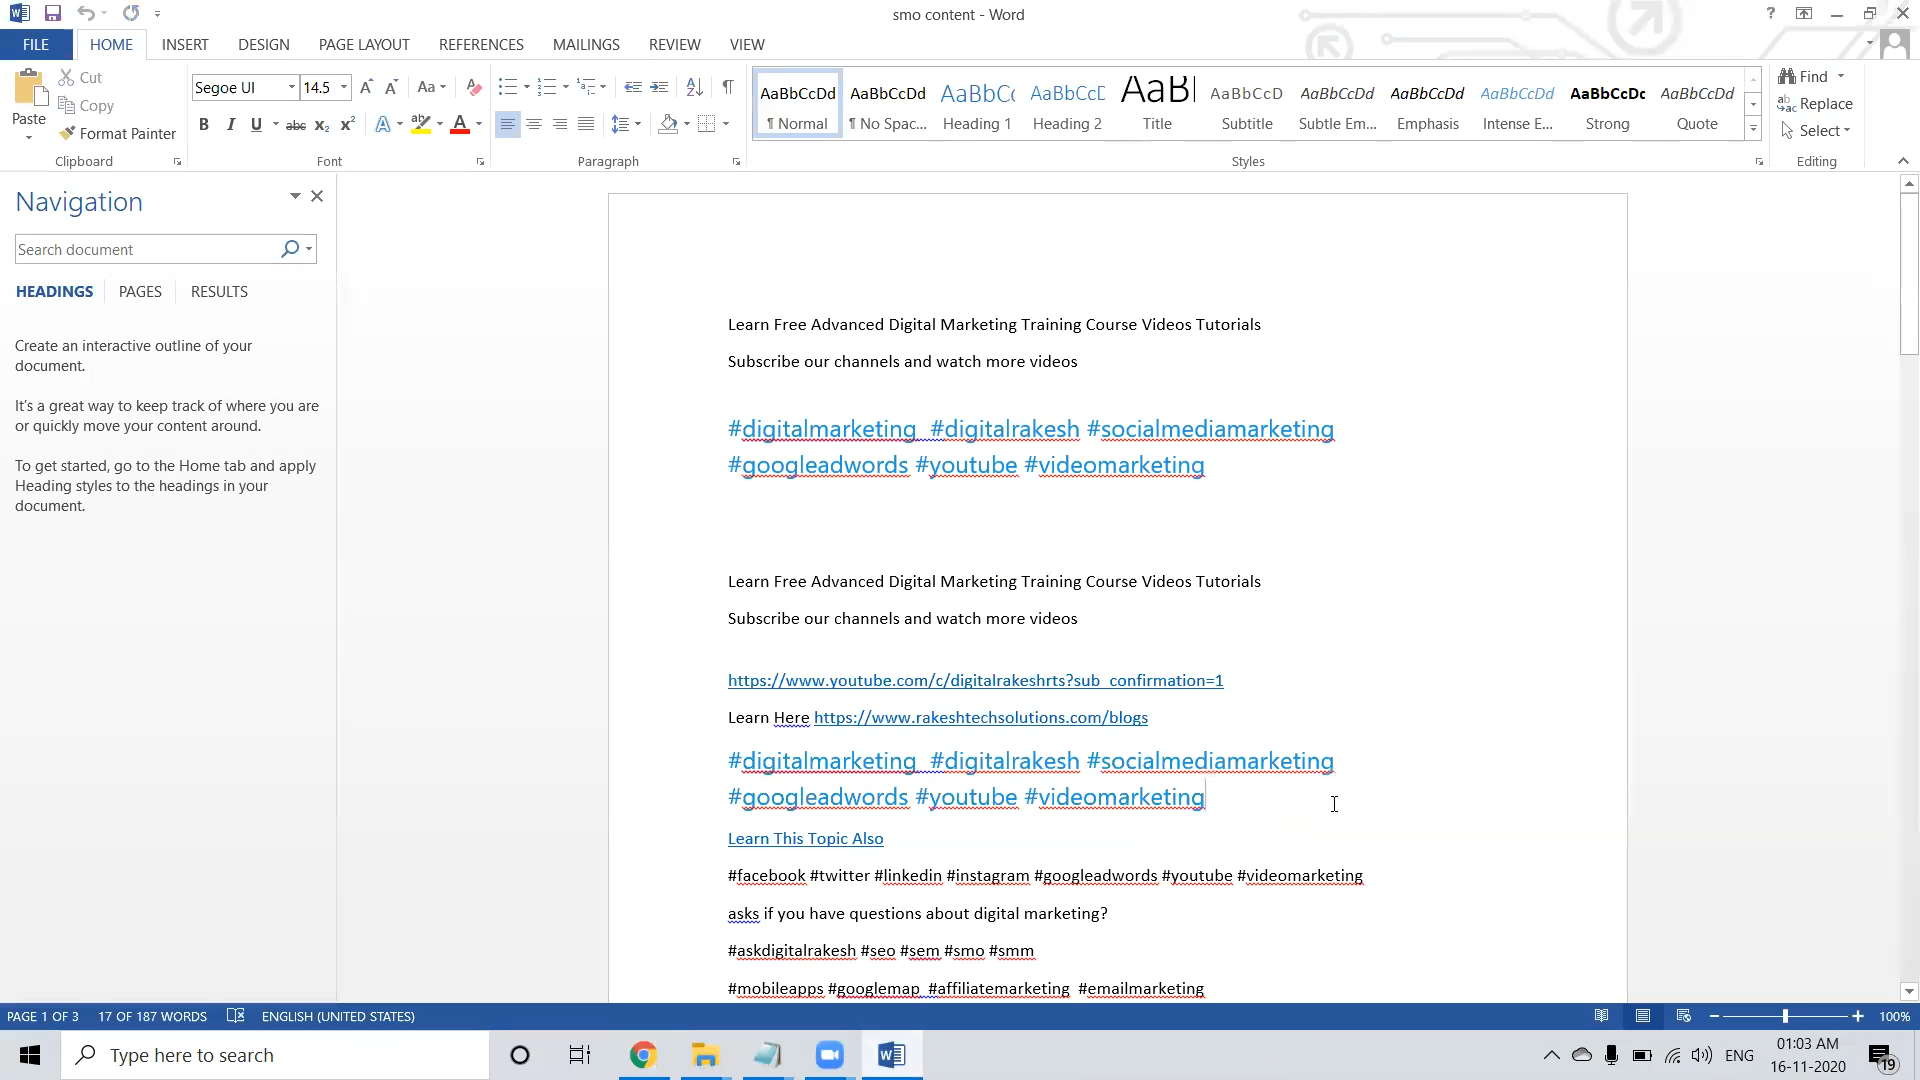 smo content - Word
FILE HOME INSERT DESIGN PAGE LAYOUT REFERENCES MAILINGS REVIEW VIEW
Paste
Cut
Copy
Format Painter
Clipboard
Segoe UI 14.5
Font
Paragraph
AaBbCcDd AaBbCcDd AaBbCc AaBbCcD AaBb AaBbCcD AaBbCcDd AaBbCcDd AaBbCcDd AaBbCcDc AaBbCcDd
¶ Normal ¶ No Spac... Heading 1 Heading 2 Title Subtitle Subtle Em... Emphasis Intense E... Strong Quote
Styles
Find
Replace
Select
Editing
Navigation
Search document
HEADINGS PAGES RESULTS
Create an interactive outline of your
document.
It's a great way to keep track of where you are
or quickly move your content around.
To get started, go to the Home tab and apply
Heading styles to the headings in your
document.
Learn Free Advanced Digital Marketing Training Course Videos Tutorials
Subscribe our channels and watch more videos
#digitalmarketing #digitalrakesh #socialmediamarketing
#googleadwords #youtube #videomarketing
Learn Free Advanced Digital Marketing Training Course Videos Tutorials
Subscribe our channels and watch more videos
https://www.youtube.com/c/digitalrakeshrts?sub_confirmation=1
Learn Here https://www.rakeshtechsolutions.com/blogs
#digitalmarketing #digitalrakesh #socialmediamarketing
#googleadwords #youtube #videomarketing
Learn This Topic Also
#facebook #twitter #linkedin #instagram #googleadwords #youtube #videomarketing
asks if you have questions about digital marketing?
#askdigitalrakesh #seo #sem #smo #smm
#mobileapps #googlemap #affiliatemarketing #emailmarketing
PAGE 1 OF 3 17 OF 187 WORDS ENGLISH (UNITED STATES) 100%
Type here to search
ENG
01:03 AM
16-11-2020
19